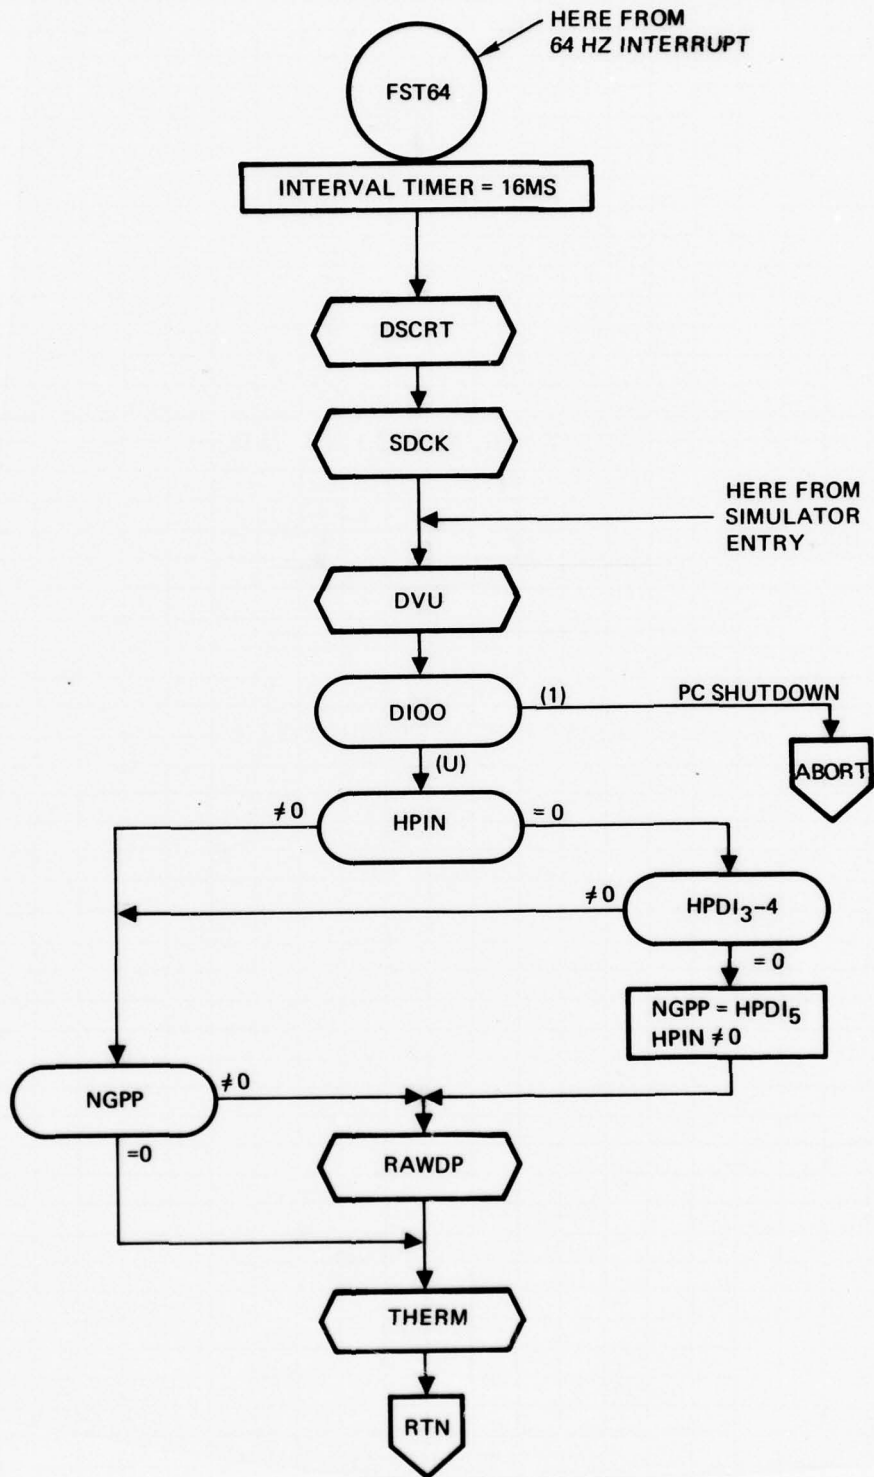 HERE FROM
64 HZ INTERRUPT
FST64
INTERVAL TIMER = 16MS
DSCRT
SDCK
HERE FROM
SIMULATOR
ENTRY
DVU
DIOO
(1)
PC SHUTDOWN
ABORT
(U)
≠0
HPIN
=0
≠0
HPDI3-4
=0
NGPP = HPDI5
HPIN ≠0
NGPP
≠0
=0
RAWDP
THERM
RTN